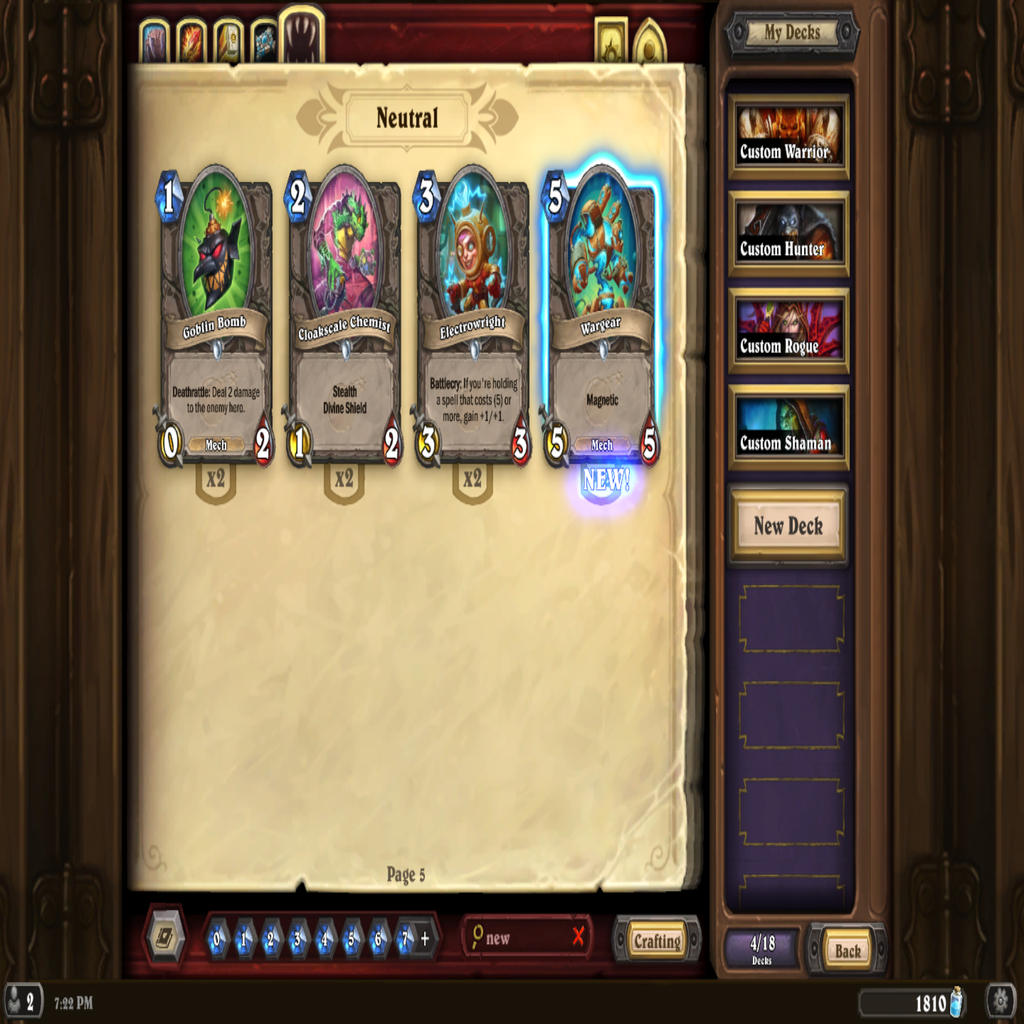 My Decks
Neutral
1
2
3
5
Goblin Bomb
Cloakscale Chemist
Electrowright
Wargear
Deathrattle: Deal 2 damage
to the enemy hero.
Stealth
Divine Shield
Battlecry: If you're holding
a spell that costs (5) or
more, gain +1/+1.
Magnetic
0
Mech
2
1
2
3
3
5
Mech
5
x2
x2
x2
NEW!
Page 5
Custom Warrior
Custom Hunter
Custom Rogue
Custom Shaman
New Deck
0 1 2 3 4 5 6 7 +
new
X
Crafting
4/18
Decks
Back
2
7:22 PM
1810